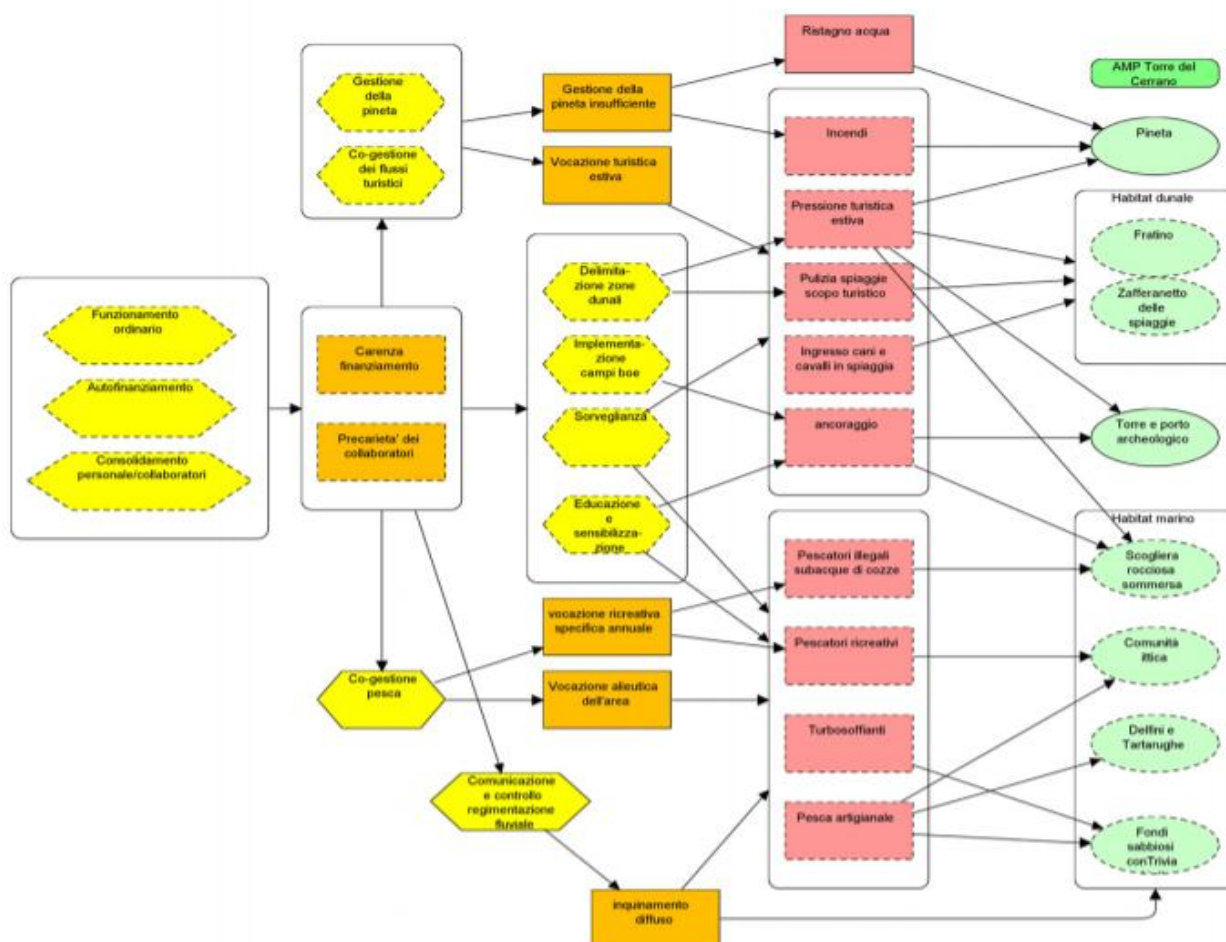 Ristagno acqua
AMP Torre del
Cerrano
Gestione
della
pineta
Co-gestione
dei flussi
turistici
Gestione della
pineta insufficiente
Vocazione turistica
estiva
Incendi
Pressione turistica
estiva
Pulizia spiaggie
scopo turistico
Ingresso cani e
cavalli in spiaggia
ancoraggio
Pineta
Habitat dunale
Fratino
Zafferanetto
delle
spiaggie
Torre e porto
archeologico
Funzionamento
ordinario
Autofinanziamento
Consolidamento
personale/collaboratori
Carenza
finanziamento
Precarieta' dei
collaboratori
Delimita-
zione zone
dunali
Implementa-
zione
campi boe
Sorveglianza
Educazione
e
sensibilizza-
zione
Pescatori illegali
subacque di cozze
Pescatori ricreativi
Turbosoffianti
Pesca artigianale
Habitat marino
Scogliera
rocciosa
sommersa
Comunità
ittica
Delfini e
Tartarughe
Fondi
sabbiosi
conTrivia
vocazione ricreativa
specifica annuale
Vocazione alieutica
dell'area
Co-gestione
pesca
Comunicazione
e controllo
regimentazione
fluviale
inquinamento
diffuso